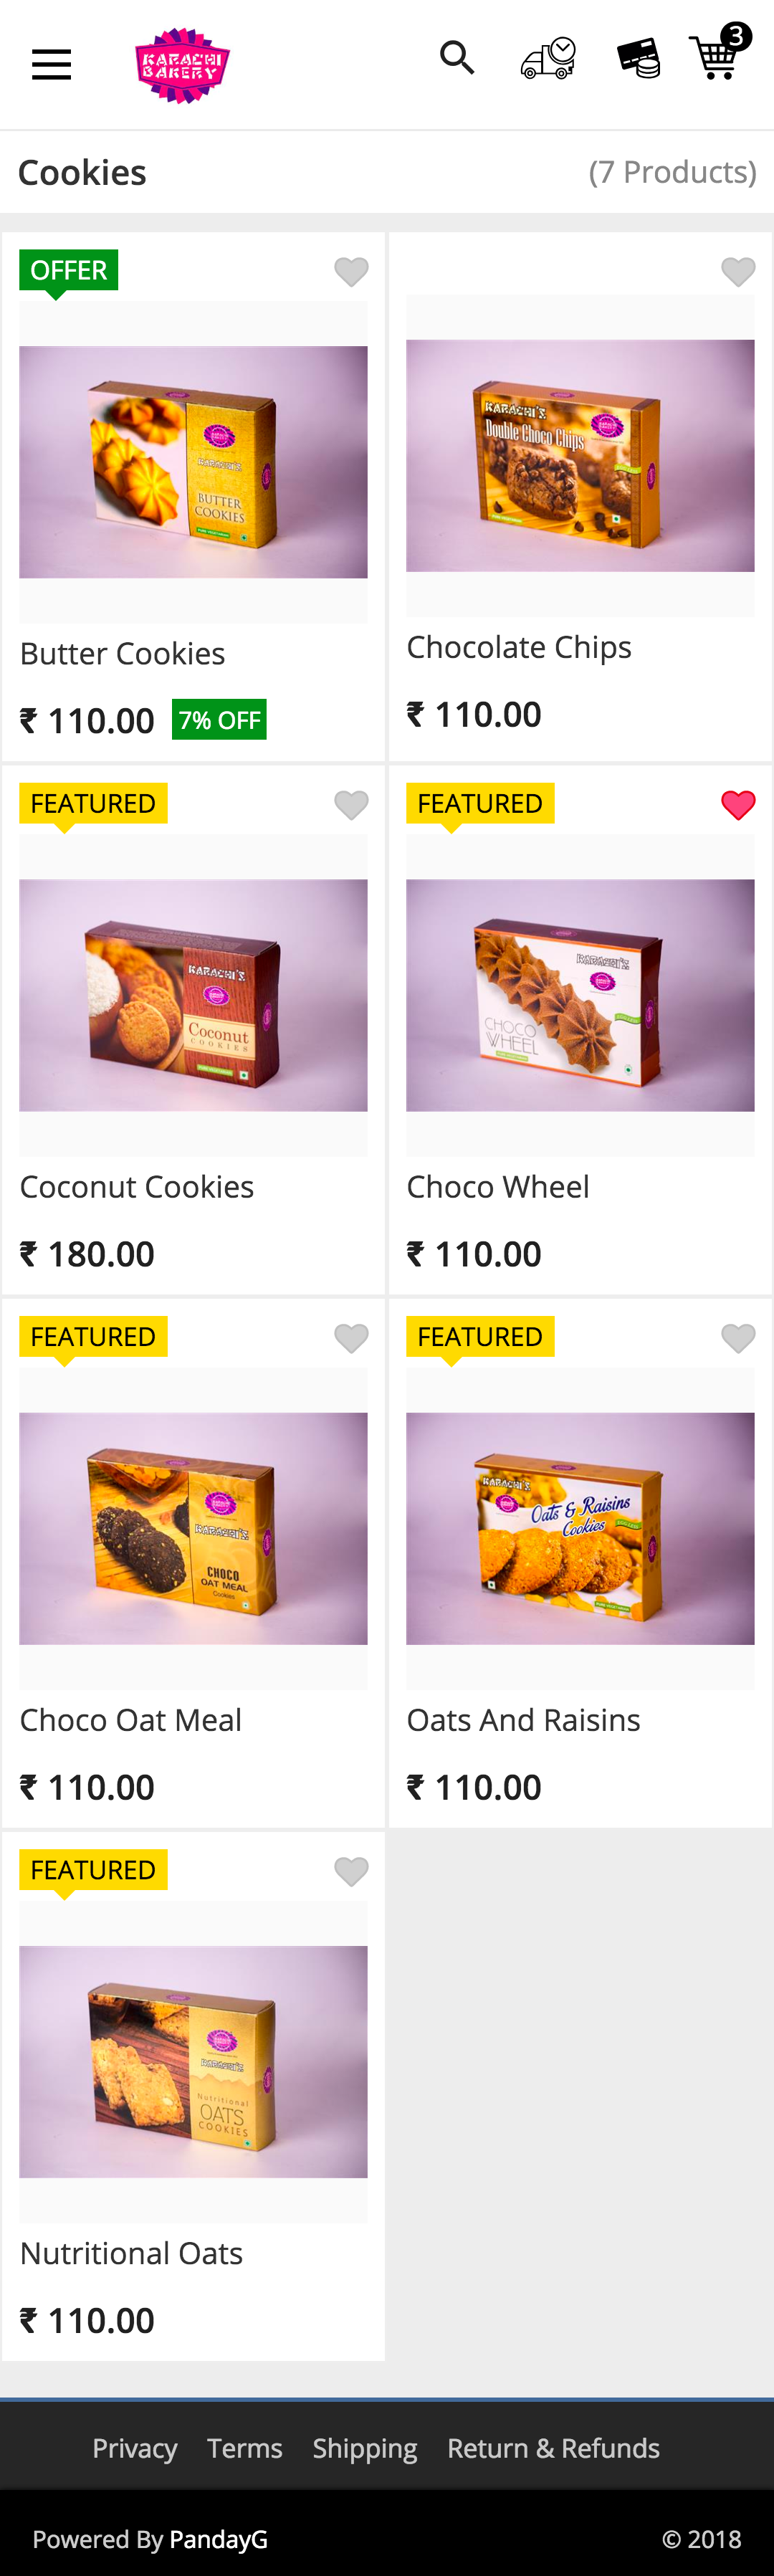 KARACHI
BAKERY
3
Cookies
(7 Products)
OFFER
KARACHI'S
BUTTER
COOKIES
Butter Cookies
₹ 110.00
7% OFF
KARACHI'S
Double Choco Chips
Chocolate Chips
₹ 110.00
FEATURED
KARACHI'S
Coconut
COOKIES
Coconut Cookies
₹ 180.00
FEATURED
KARACHI'S
CHOCO
WHEEL
Choco Wheel
₹ 110.00
FEATURED
KARACHI'S
CHOCO
OAT MEAL
Cookies
Choco Oat Meal
₹ 110.00
FEATURED
KARACHI'S
Oats & Raisins
Cookies
Oats And Raisins
₹ 110.00
FEATURED
KARACHI'S
Nutritional
OATS
COOKIES
Nutritional Oats
₹ 110.00
Privacy
Terms
Shipping
Return & Refunds
Powered By PandayG
© 2018